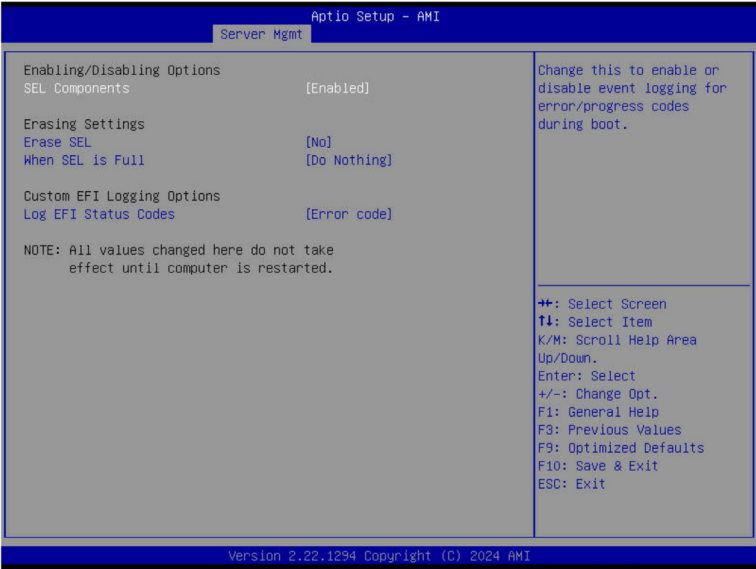 Aptio Setup – AMI
Server Mgmt
Enabling/Disabling Options
SEL Components [Enabled]
Erasing Settings
Erase SEL [No]
When SEL is Full [Do Nothing]
Custom EFI Logging Options
Log EFI Status Codes [Error code]
NOTE: All values changed here do not take
effect until computer is restarted.
Change this to enable or
disable event logging for
error/progress codes
during boot.
→←: Select Screen
↑↓: Select Item
K/M: Scroll Help Area
Up/Down.
Enter: Select
+/-: Change Opt.
F1: General Help
F3: Previous Values
F9: Optimized Defaults
F10: Save & Exit
ESC: Exit
Version 2.22.1294 Copyright (C) 2024 AMI